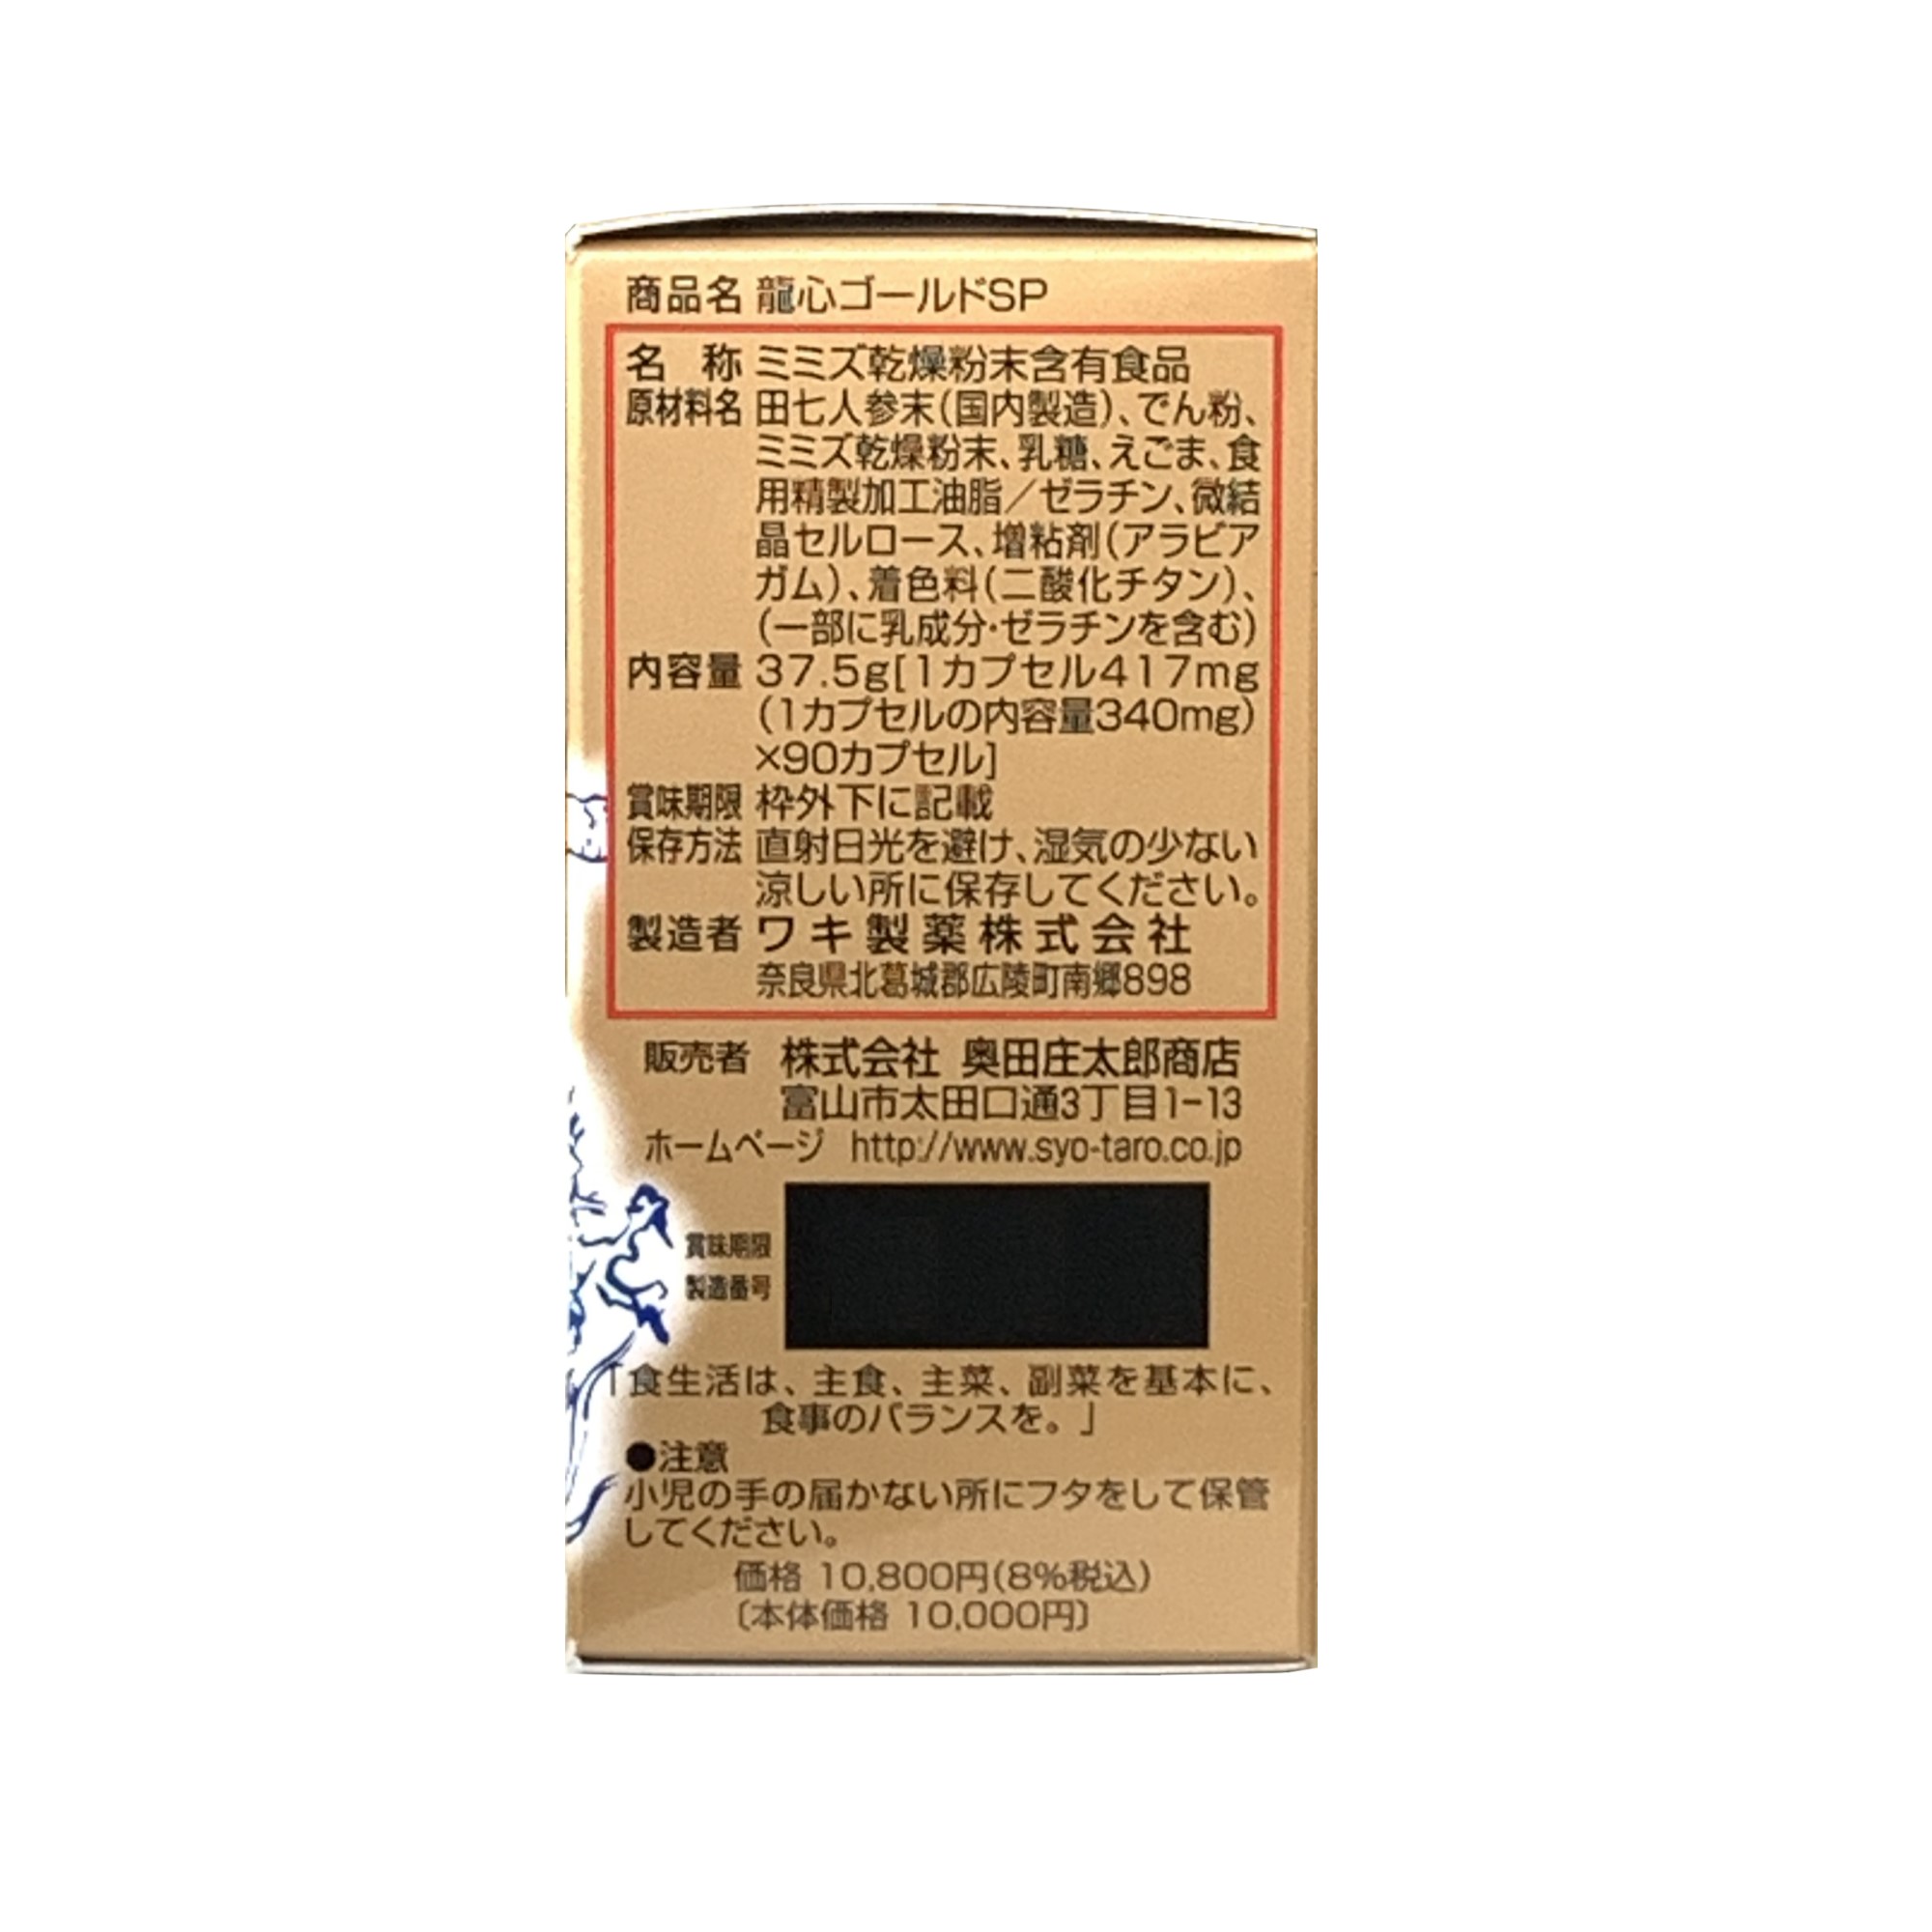 商品名 龍心ゴールドSP
名 称 ミミズ乾燥粉末含有食品
原材料名 田七人参末(国内製造)、でん粉、
ミミズ乾燥粉末、乳糖、えごま、食
用精製加工油脂/ゼラチン、微結
晶セルロース、増粘剤(アラビア
ガム)、着色料(二酸化チタン)、
(一部に乳成分・ゼラチンを含む)
内容量 37.5g[1カプセル417mg
(1カプセルの内容量340mg)
×90カプセル]
賞味期限 枠外下に記載
保存方法 直射日光を避け、湿気の少ない
涼しい所に保存してください。
製造者 ワキ製薬株式会社
奈良県北葛城郡広陵町南郷898
販売者 株式会社 奥田庄太郎商店
富山市太田口通3丁目1-13
ホームページ http://www.syo-taro.co.jp
賞味期限
製造番号
「食生活は、主食、主菜、副菜を基本に、
食事のバランスを。」
●注意
小児の手の届かない所にフタをして保管
してください。
価格 10,800円(8%税込)
〔本体価格 10,000円〕